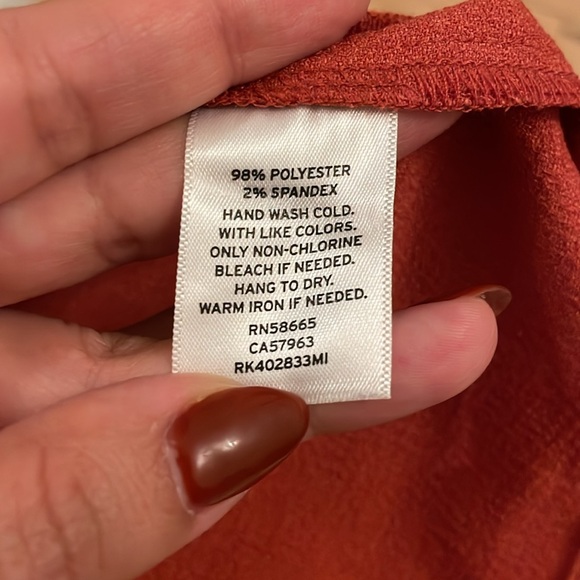 98% POLYESTER
2% SPANDEX
HAND WASH COLD.
WITH LIKE COLORS.
ONLY NON-CHLORINE
BLEACH IF NEEDED.
HANG TO DRY.
WARM IRON IF NEEDED.
RN58665
CA57963
RK402833MI